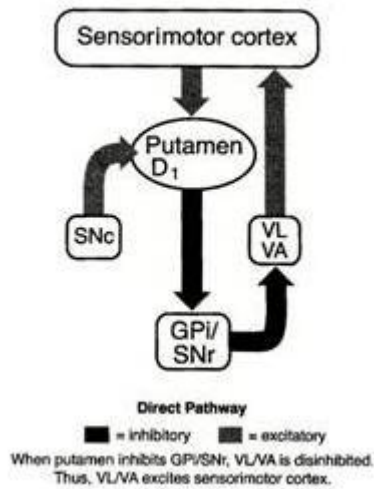 Sensorimotor cortex
Putamen
D1
SNc
VL
VA
GPi/
SNr
Direct Pathway
= inhibitory = excitatory
When putamen inhibits GPi/SNr, VL/VA is disinhibited.
Thus, VL/VA excites sensorimotor cortex.